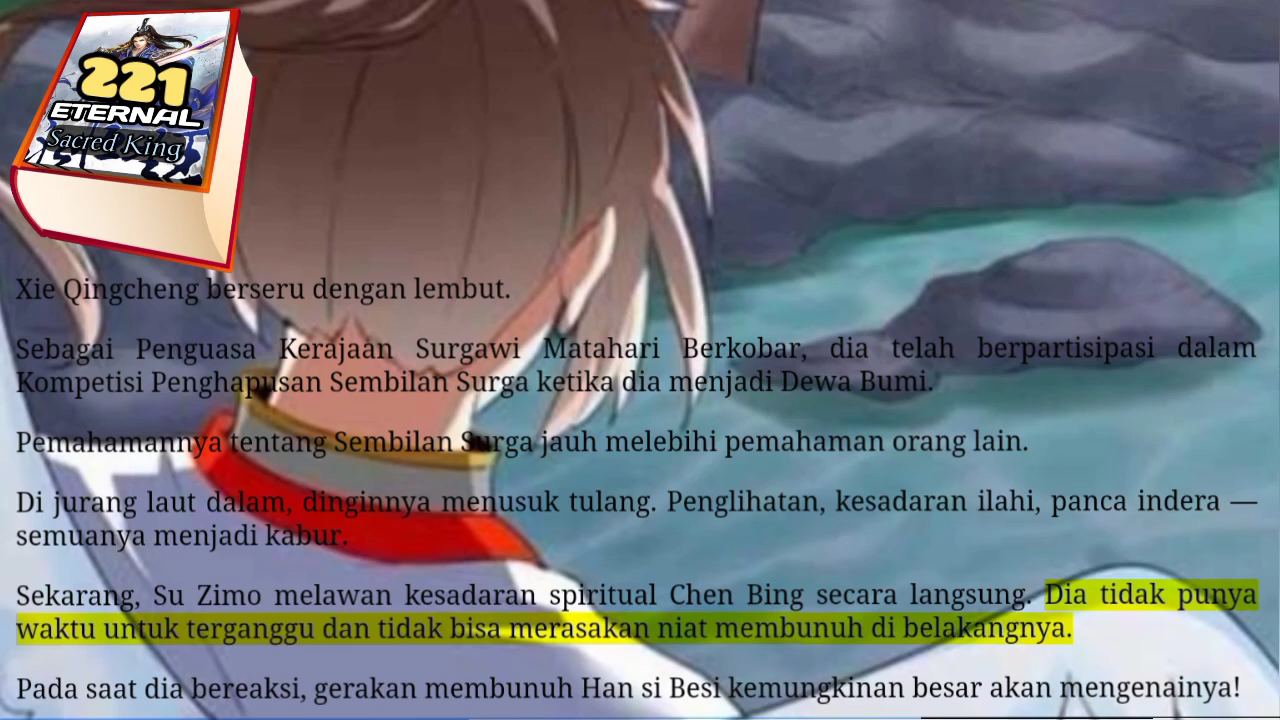 221
ETERNAL
Sacred King
Xie Qingcheng berseru dengan lembut.
Sebagai Penguasa Kerajaan Surgawi Matahari Berkobar, dia telah berpartisipasi dalam
Kompetisi Penghapusan Sembilan Surga ketika dia menjadi Dewa Bumi.
Pemahamannya tentang Sembilan Surga jauh melebihi pemahaman orang lain.
Di jurang laut dalam, dinginnya menusuk tulang. Penglihatan, kesadaran ilahi, panca indera —
semuanya menjadi kabur.
Sekarang, Su Zimo melawan kesadaran spiritual Chen Bing secara langsung. Dia tidak punya
waktu untuk terganggu dan tidak bisa merasakan niat membunuh di belakangnya.
Pada saat dia bereaksi, gerakan membunuh Han si Besi kemungkinan besar akan mengenainya!